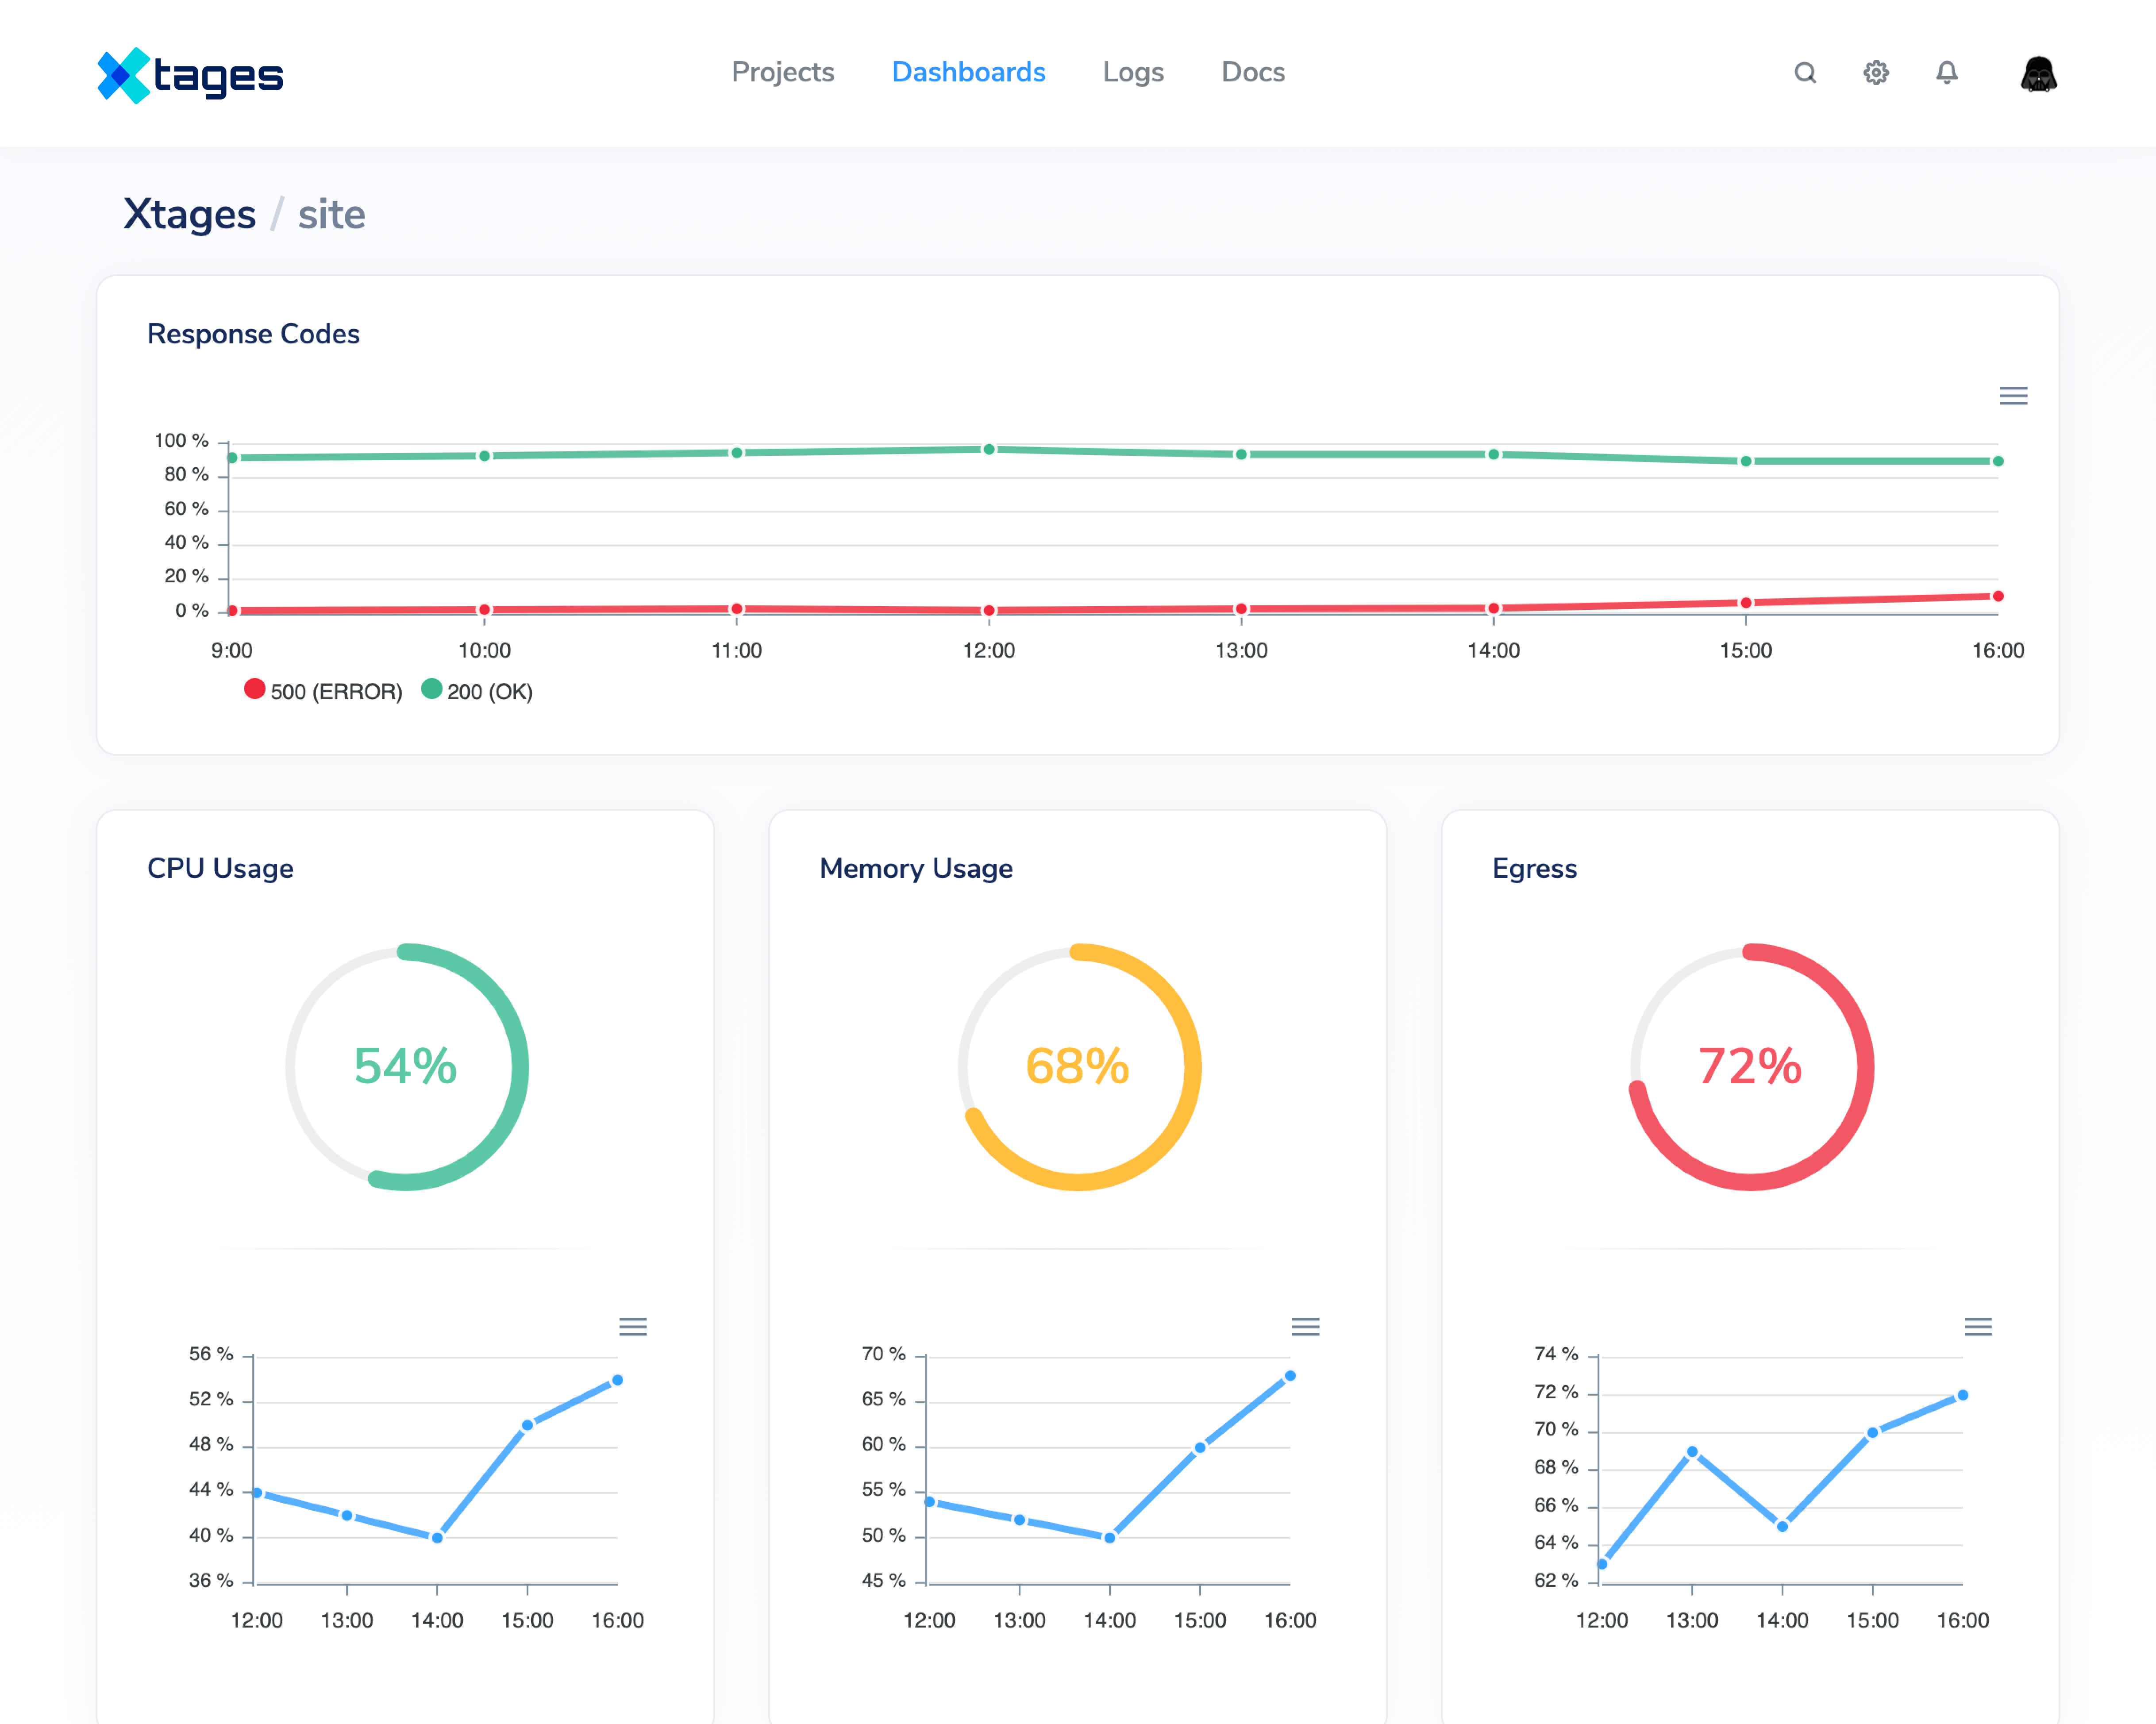 xtages
Projects Dashboards Logs Docs
Xtages / site
Response Codes
100 %
80 %
60 %
40 %
20 %
0 %
9:00 10:00 11:00 12:00 13:00 14:00 15:00 16:00
500 (ERROR) 200 (OK)
CPU Usage
54%
56 %
52 %
48 %
44 %
40 %
36 %
12:00 13:00 14:00 15:00 16:00
Memory Usage
68%
70 %
65 %
60 %
55 %
50 %
45 %
12:00 13:00 14:00 15:00 16:00
Egress
72%
74 %
72 %
70 %
68 %
66 %
64 %
62 %
12:00 13:00 14:00 15:00 16:00